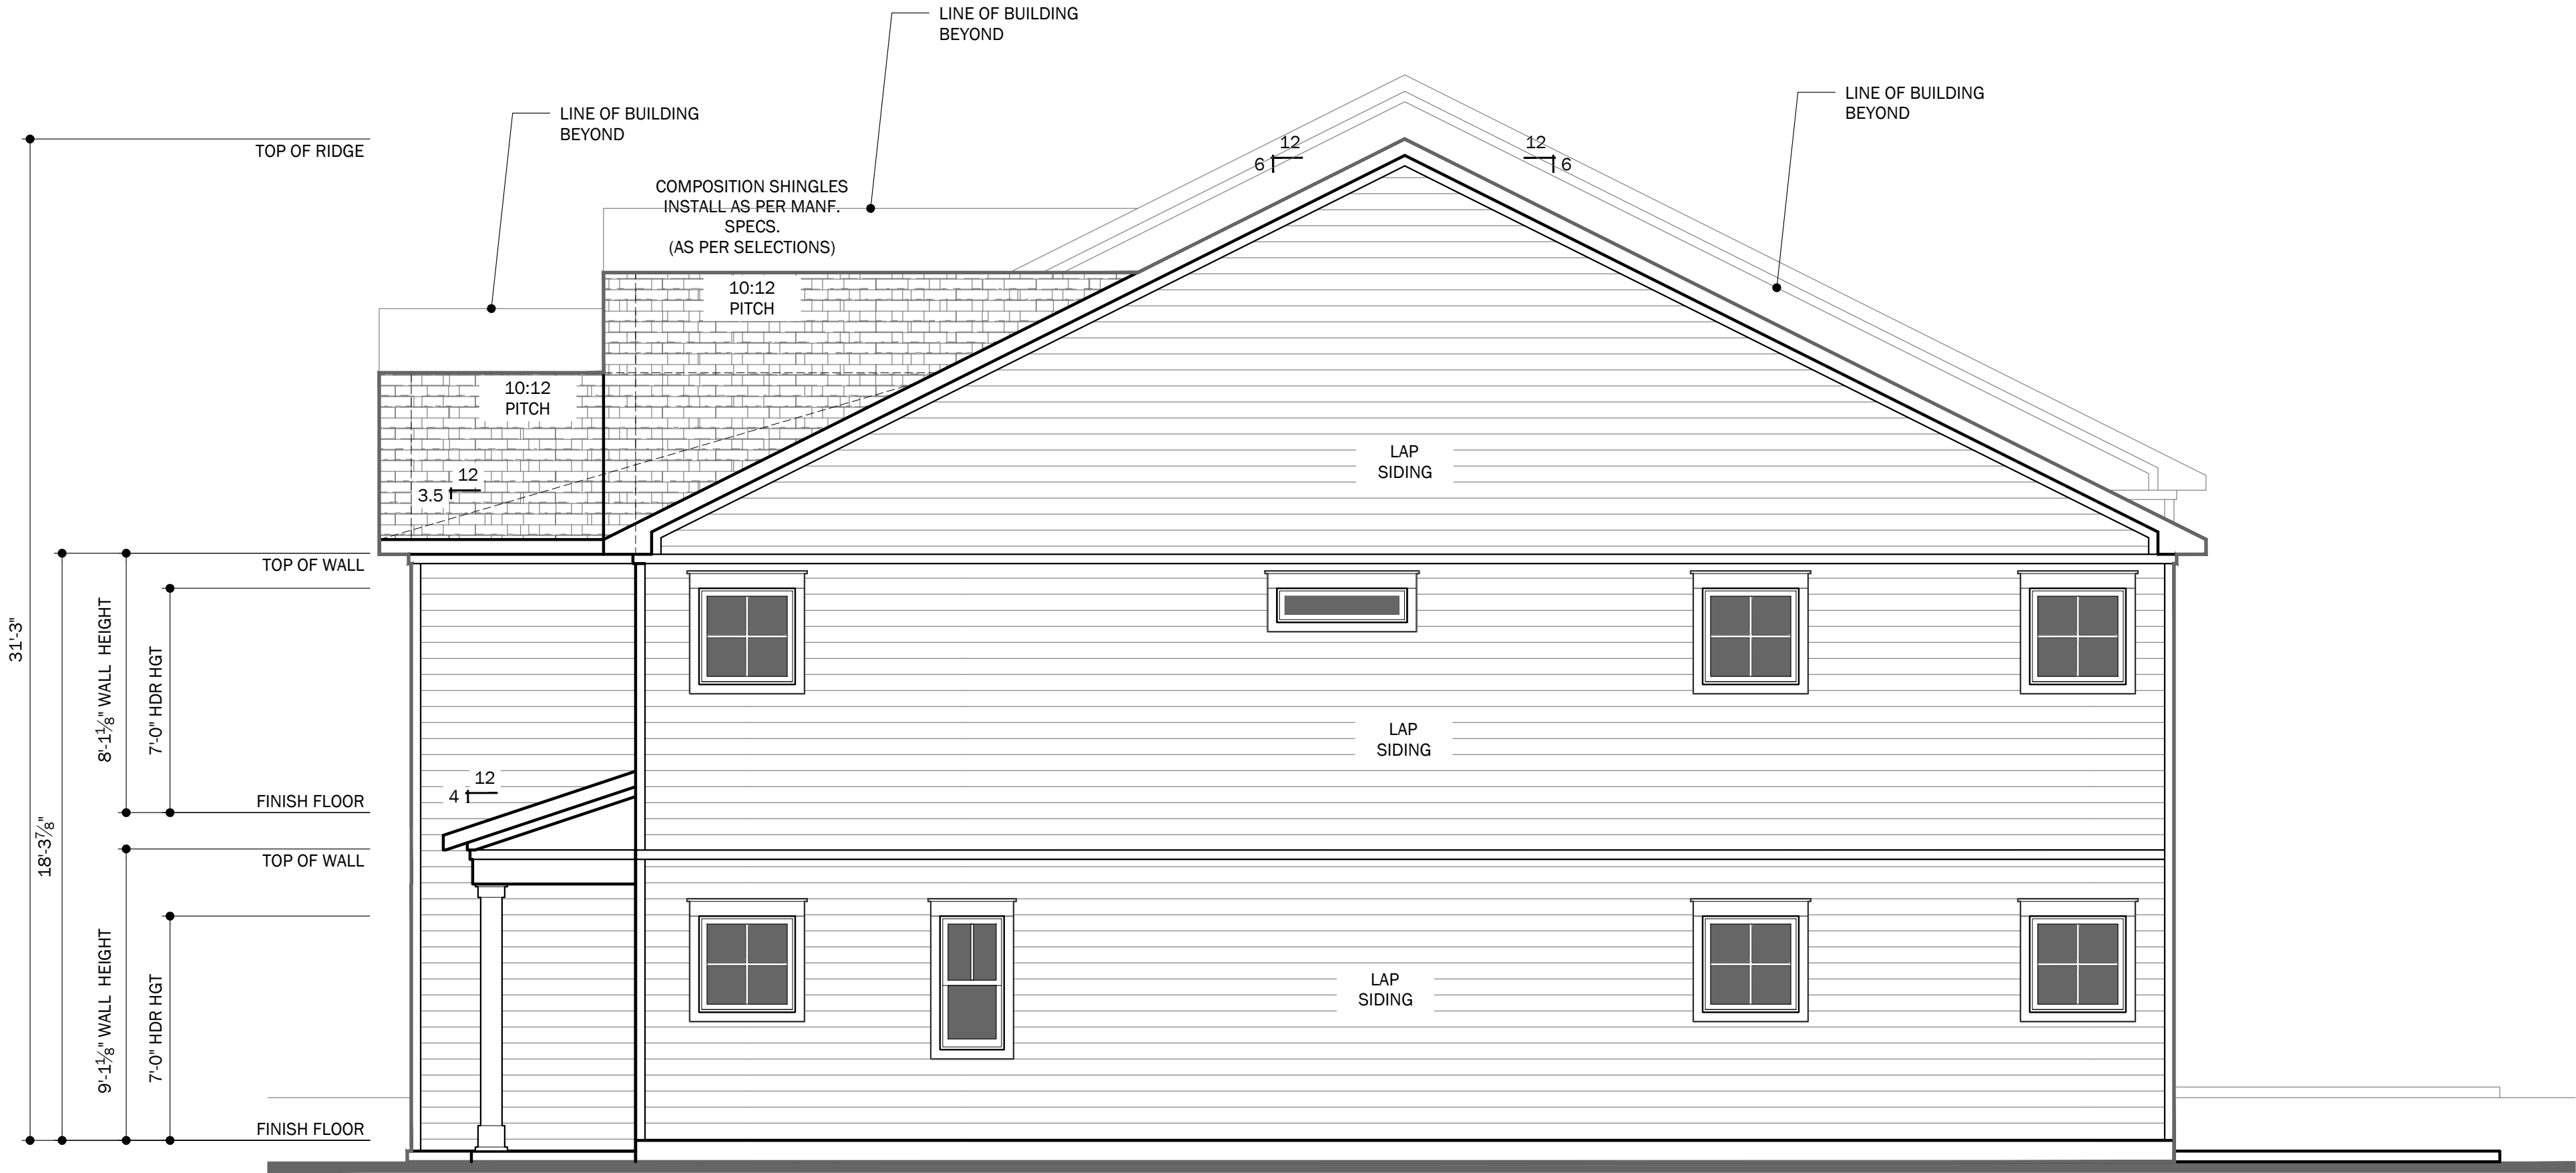 LINE OF BUILDING
BEYOND
LINE OF BUILDING
BEYOND
LINE OF BUILDING
BEYOND
TOP OF RIDGE
12
6
12
6
COMPOSITION SHINGLES
INSTALL AS PER MANF.
SPECS.
(AS PER SELECTIONS)
10:12
PITCH
10:12
PITCH
12
3.5
LAP
SIDING
TOP OF WALL
31'-3"
8'-1⅛" WALL HEIGHT
7'-0" HDR HGT
LAP
SIDING
12
4
FINISH FLOOR
18'-3⅞"
TOP OF WALL
9'-1⅛" WALL HEIGHT
7'-0" HDR HGT
LAP
SIDING
FINISH FLOOR